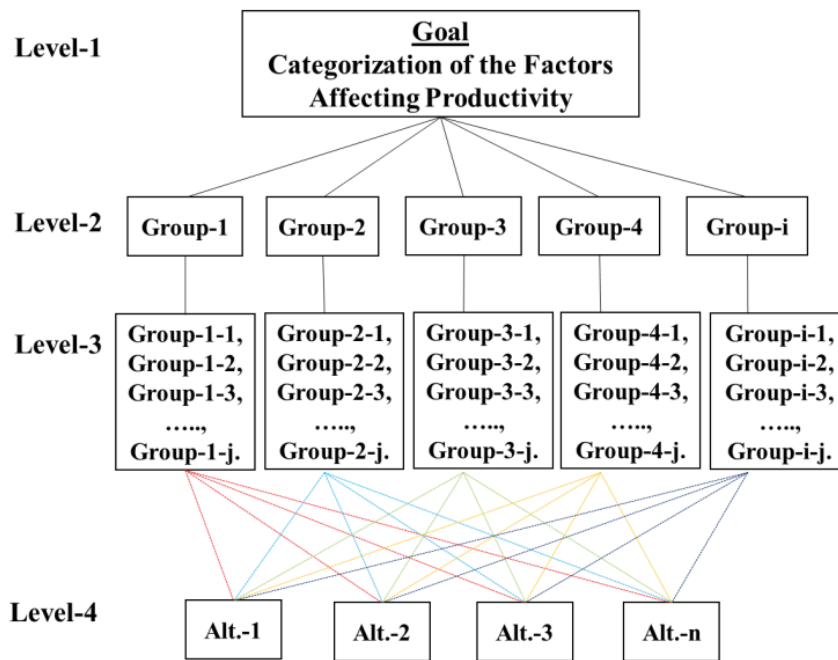 Level-1
Goal
Categorization of the Factors
Affecting Productivity
Level-2
Group-1
Group-2
Group-3
Group-4
Group-i
Level-3
Group-1-1,
Group-1-2,
Group-1-3,
…..,
Group-1-j.
Group-2-1,
Group-2-2,
Group-2-3,
…..,
Group-2-j.
Group-3-1,
Group-3-2,
Group-3-3,
…..,
Group-3-j.
Group-4-1,
Group-4-2,
Group-4-3,
…..,
Group-4-j.
Group-i-1,
Group-i-2,
Group-i-3,
…..,
Group-i-j.
Level-4
Alt.-1
Alt.-2
Alt.-3
Alt.-n